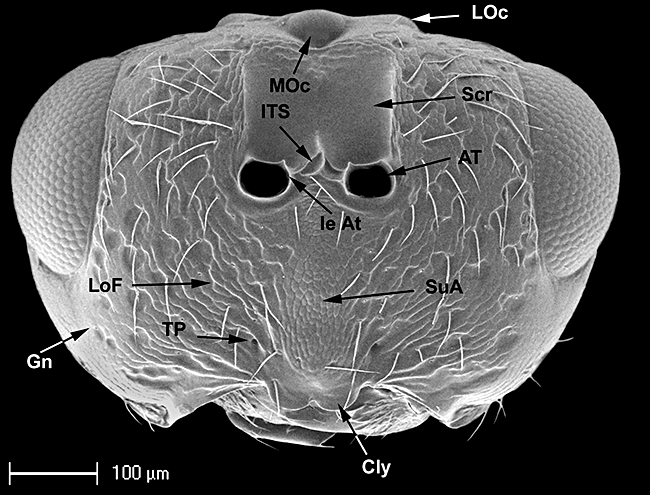 LOc
MOc
ITS
Scr
AT
Ie At
LoF
SuA
TP
Gn
Cly
100 µm